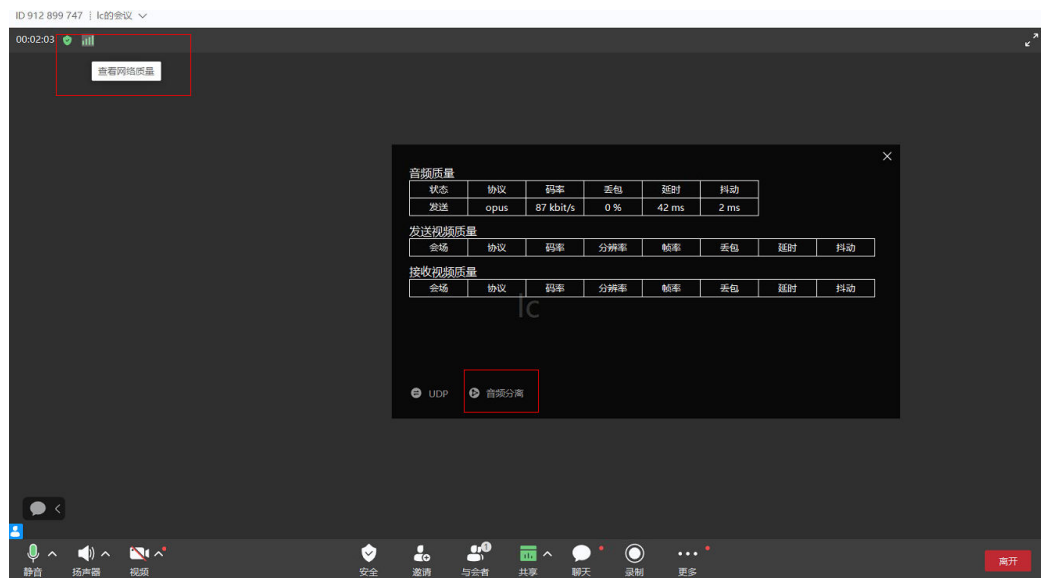 ID 912 899 747 | lc的会议
00:02:03
查看网络质量
音频质量
状态 协议 码率 丢包 延时 抖动
发送 opus 87 kbit/s 0 % 42 ms 2 ms
发送视频质量
会场 协议 码率 分辨率 帧率 丢包 延时 抖动
接收视频质量
会场 协议 码率 分辨率 帧率 丢包 延时 抖动
lc
UDP 音频分离
1
静音 扬声器 视频 安全 邀请 与会者 共享 聊天 录制 更多 离开